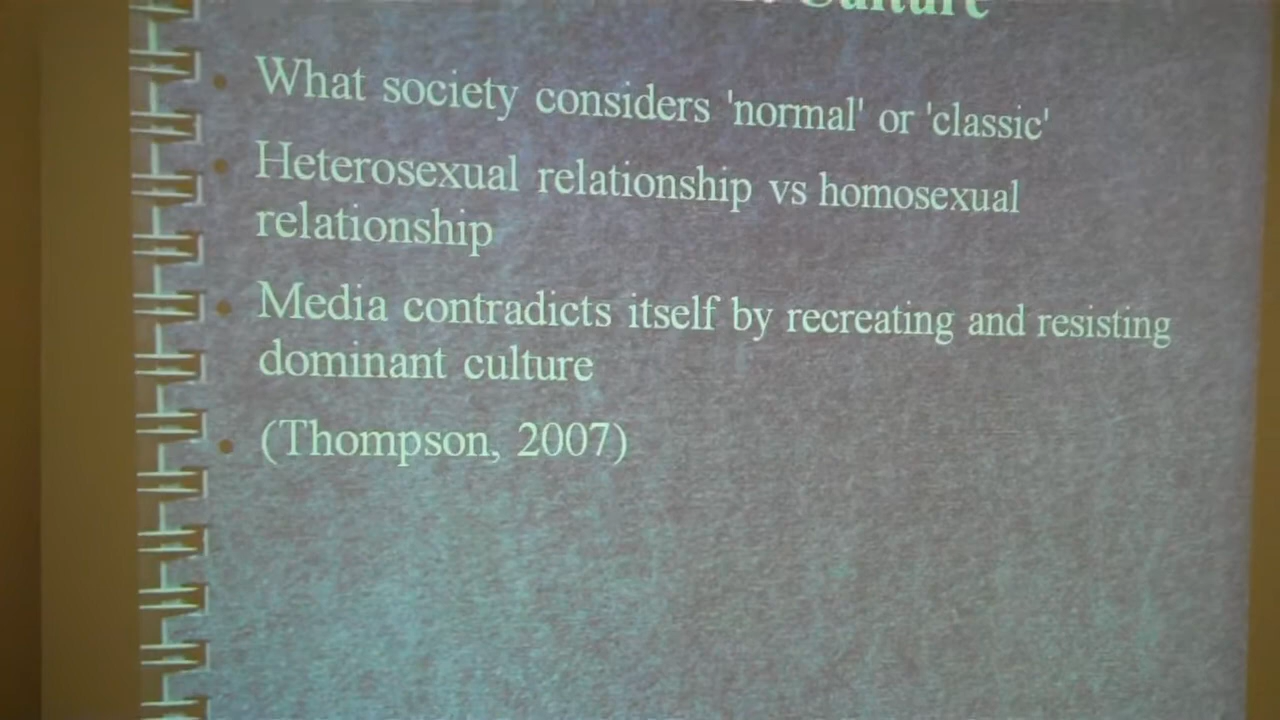 Culture
What society considers 'normal' or 'classic'
Heterosexual relationship vs homosexual
relationship
Media contradicts itself by recreating and resisting
dominant culture
(Thompson, 2007)